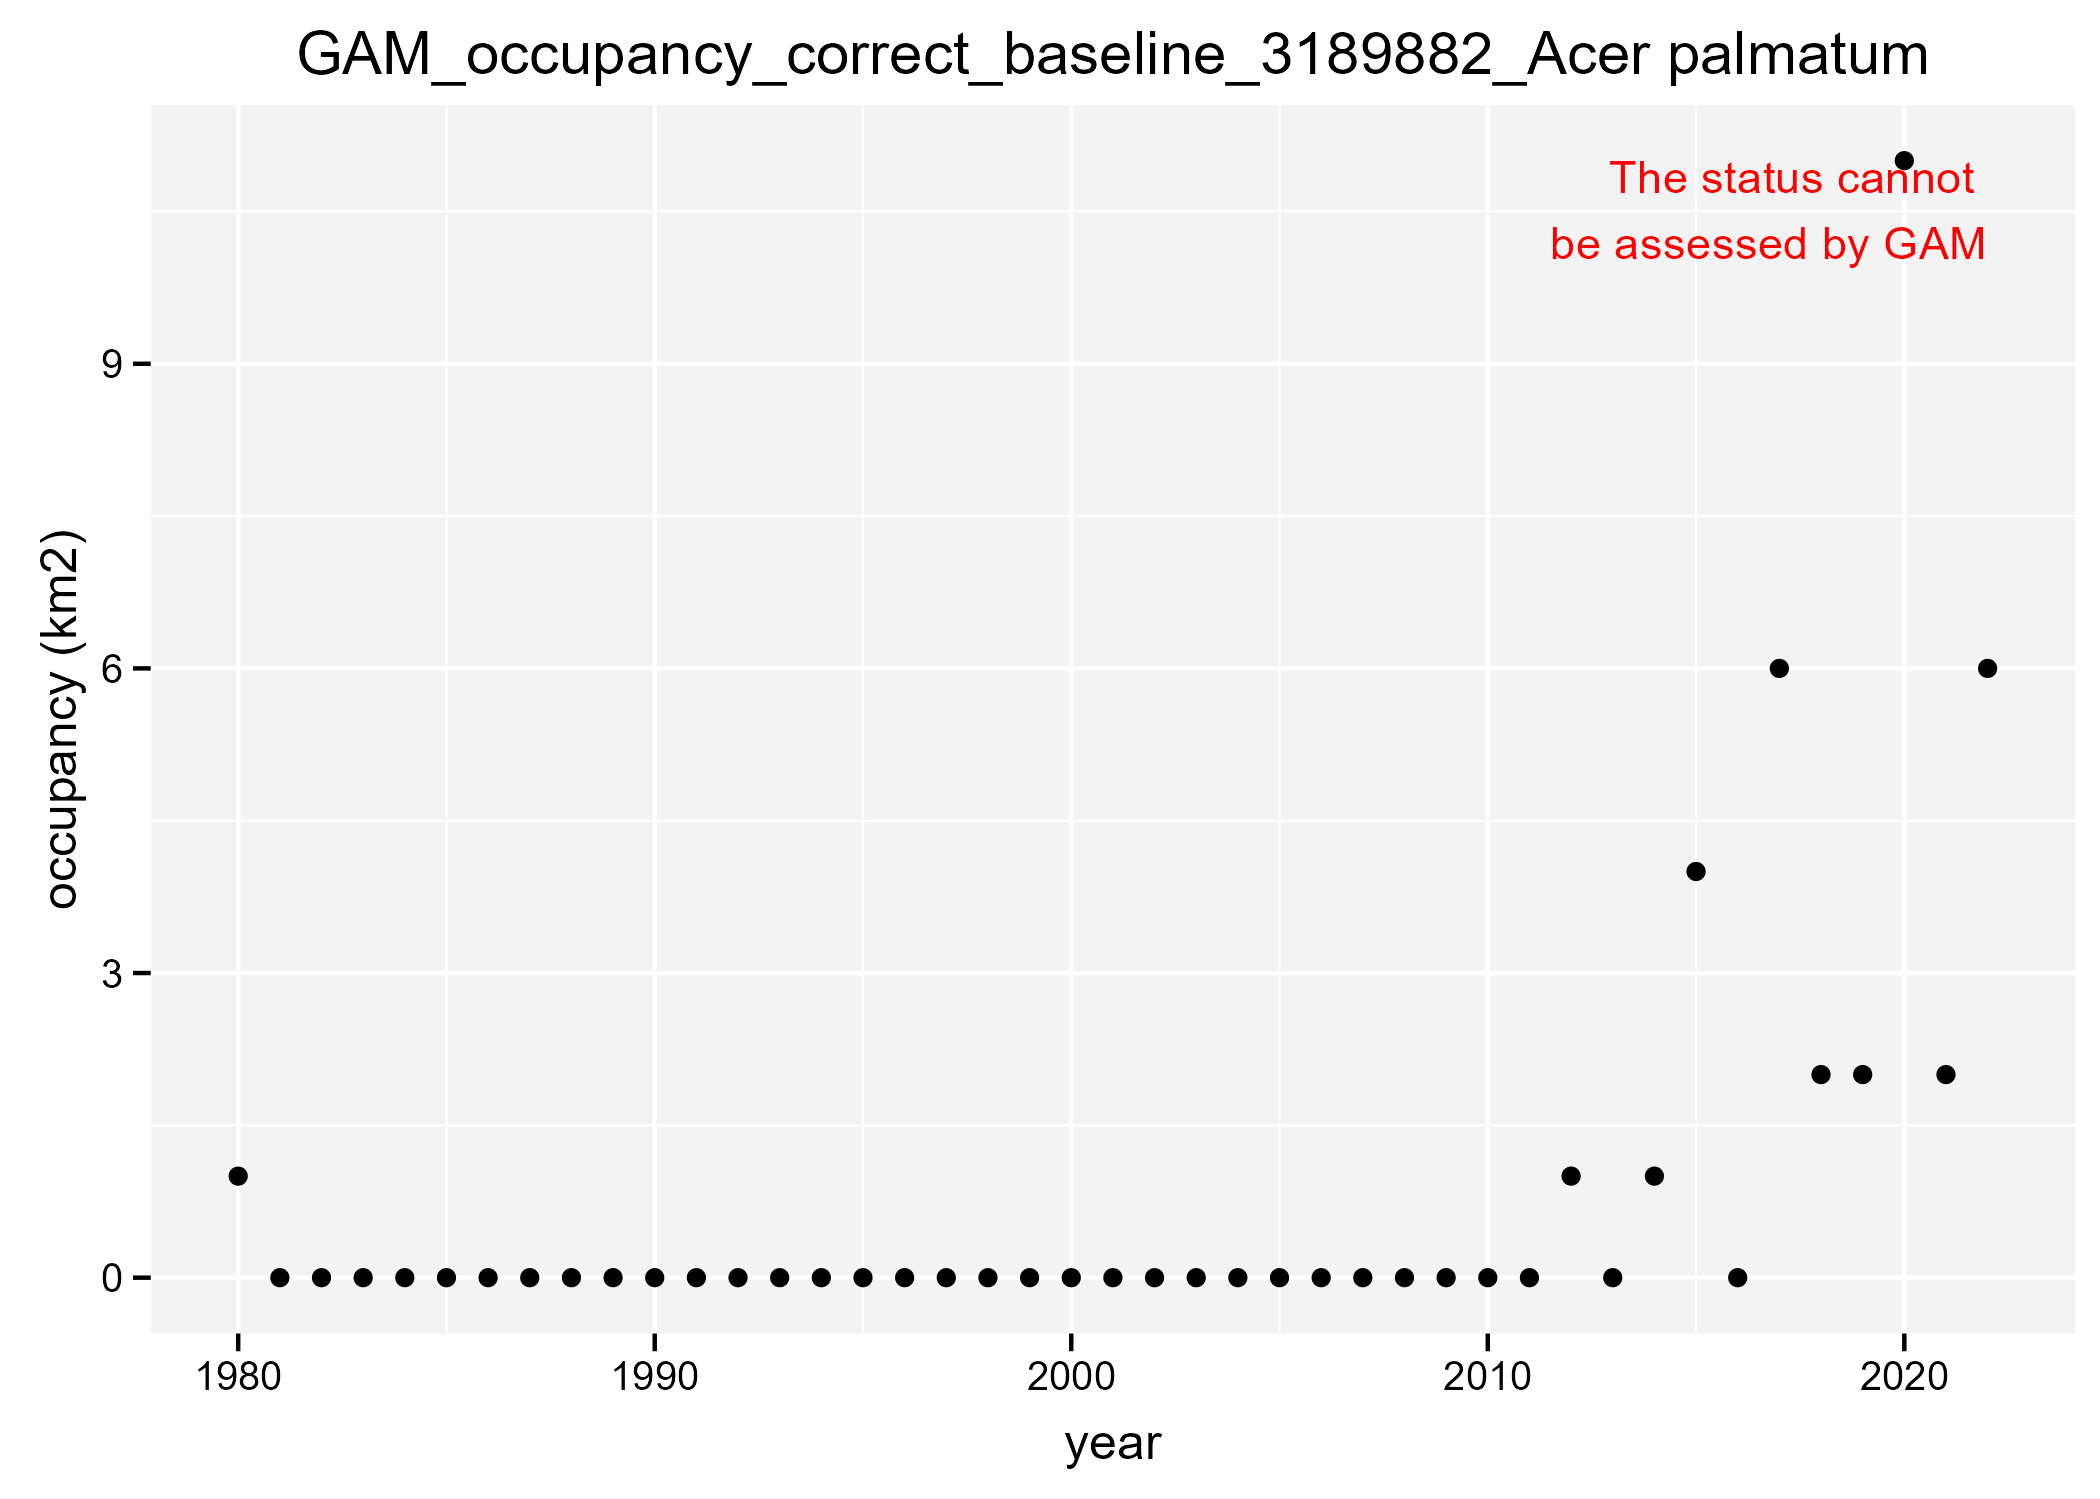 GAM_occupancy_correct_baseline_3189882_Acer palmatum
The status cannot
be assessed by GAM
occupancy (km2)
9
6
3
0
1980 1990 2000 2010 2020
year